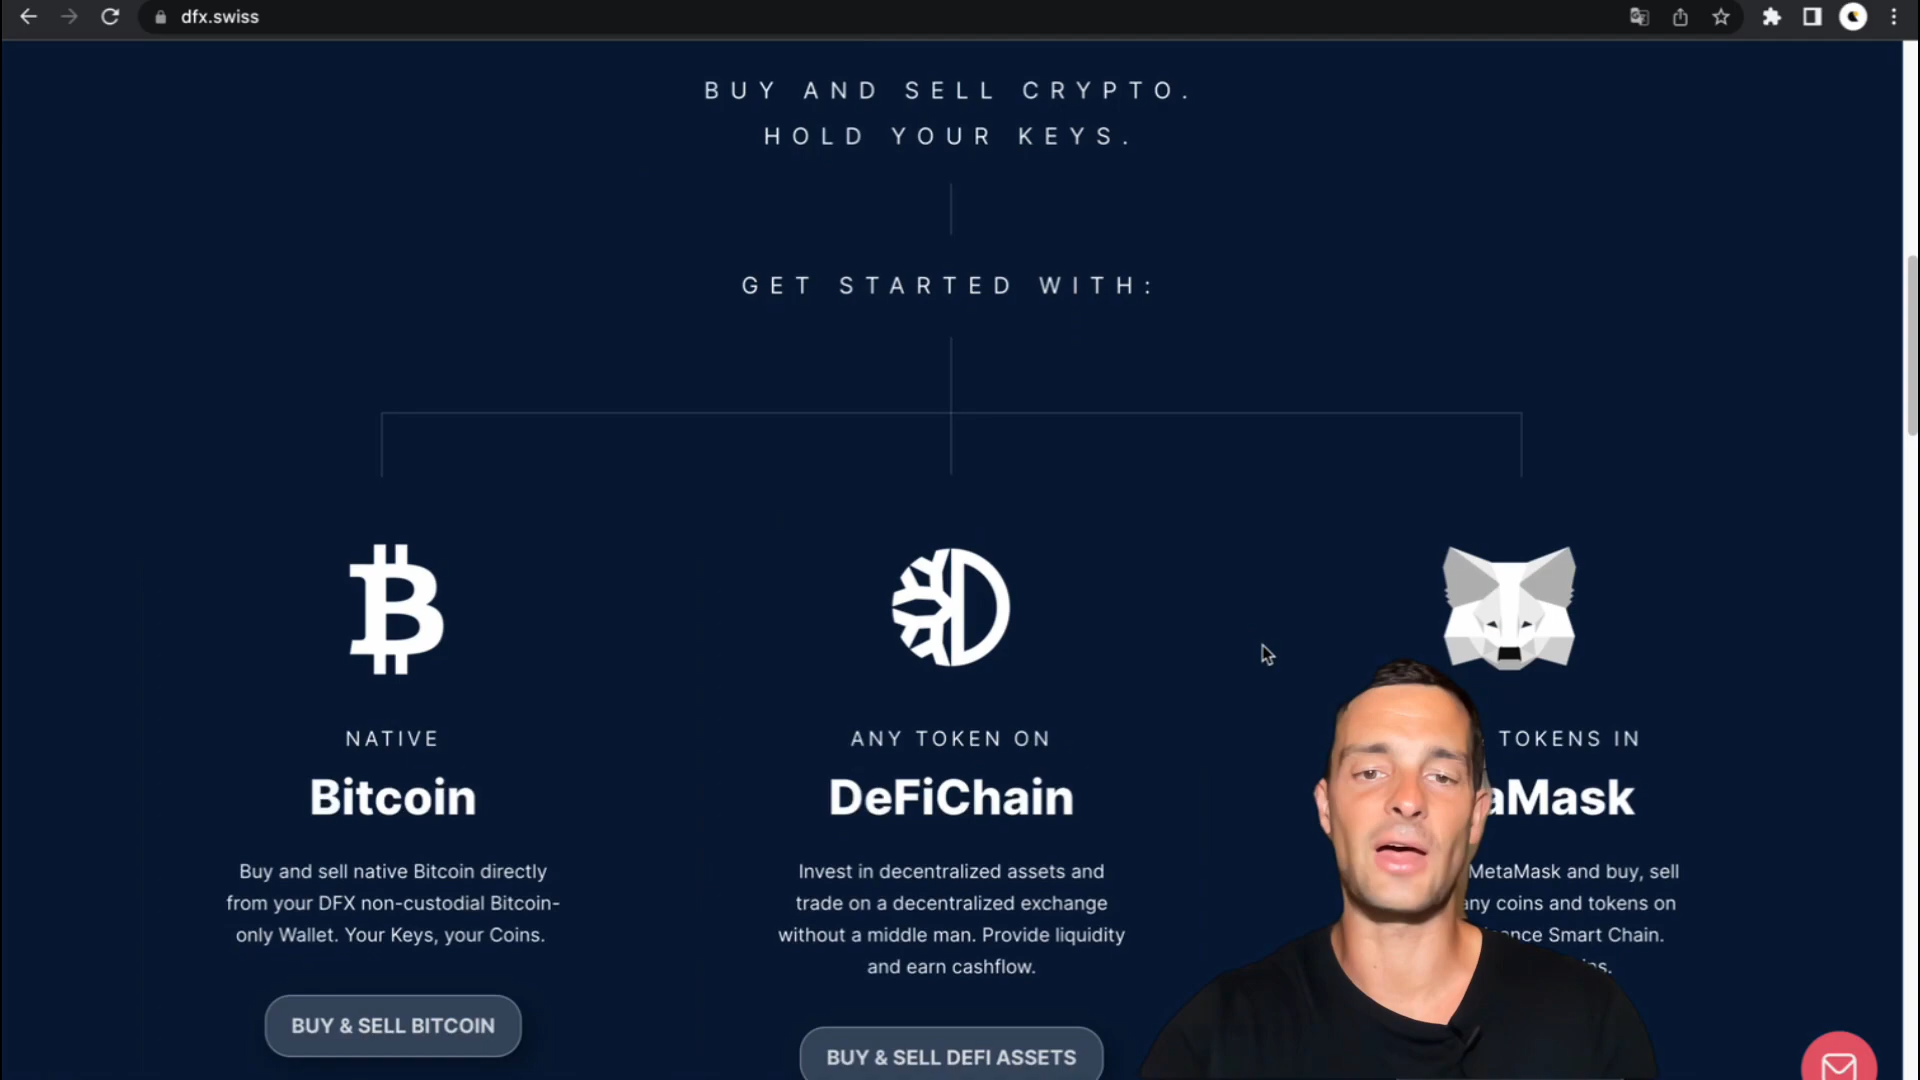 dfx.swiss
BUY AND SELL CRYPTO.
HOLD YOUR KEYS.
GET STARTED WITH:
NATIVE
Bitcoin
Buy and sell native Bitcoin directly
from your DFX non-custodial Bitcoin-
only Wallet. Your Keys, your Coins.
BUY & SELL BITCOIN
ANY TOKEN ON
DeFiChain
Invest in decentralized assets and
trade on a decentralized exchange
without a middle man. Provide liquidity
and earn cashflow.
BUY & SELL DEFI ASSETS
TOKENS IN
aMask
MetaMask and buy, sell
any coins and tokens on
Smart Chain.